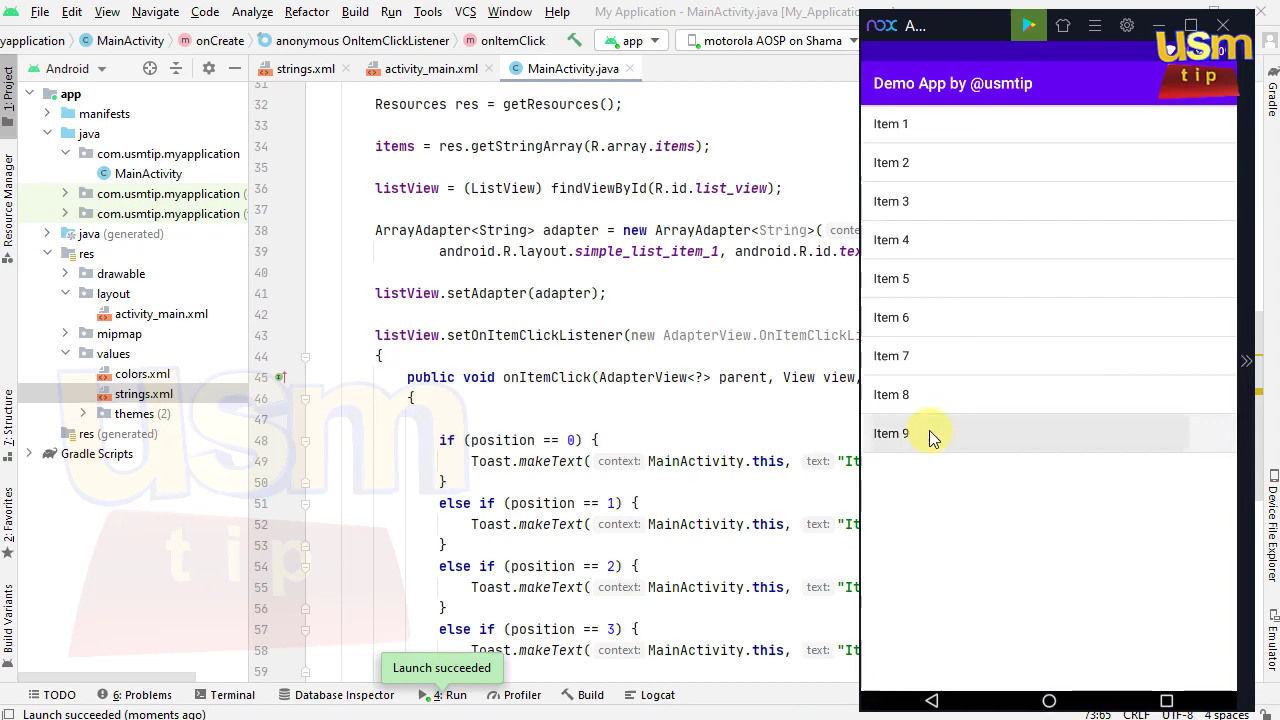 File Edit View Navigate Code Analyze Refactor Build Run Tools VCS Window Help My Application - MainActivity.java [My_Applica
yapplication MainActivity onCreate anonymous OnItemClickListener onItemClick app motorola AOSP on Shama
Android strings.xml activity_main.xml MainActivity.java
1: Project
Resource Manager
7: Structure
2: Favorites
Build Variants
app
manifests
java
com.usmtip.myapplication
MainActivity
com.usmtip.myapplication
com.usmtip.myapplication
java (generated)
res
drawable
layout
activity_main.xml
mipmap
values
colors.xml
strings.xml
themes (2)
res (generated)
Gradle Scripts
31
32 Resources res = getResources();
33
34 items = res.getStringArray(R.array.items);
35
36 listView = (ListView) findViewById(R.id.list_view);
37
38 ArrayAdapter<String> adapter = new ArrayAdapter<String>( conte
39 android.R.layout.simple_list_item_1, android.R.id.tex
40
41 listView.setAdapter(adapter);
42
43 listView.setOnItemClickListener(new AdapterView.OnItemClickLi
44 {
45 public void onItemClick(AdapterView<?> parent, View view,
46 {
47
48 if (position == 0) {
49 Toast.makeText( context: MainActivity.this, text: "It
50 }
51 else if (position == 1) {
52 Toast.makeText( context: MainActivity.this, text: "It
53 }
54 else if (position == 2) {
55 Toast.makeText( context: MainActivity.this, text: "It
56 }
57 else if (position == 3) {
58 Toast.makeText( context: MainActivity.this, text: "It
59
usm
tip
Launch succeeded
TODO 6: Problems Terminal Database Inspector 4: Run Profiler Build Logcat
Launch succeeded (moments ago) 73:65 CRLF UTF-8 4 spaces
nox A...
usm
tip
Demo App by @usmtip
Item 1
Item 2
Item 3
Item 4
Item 5
Item 6
Item 7
Item 8
Item 9
Gradle
Device File Explorer
Emulator